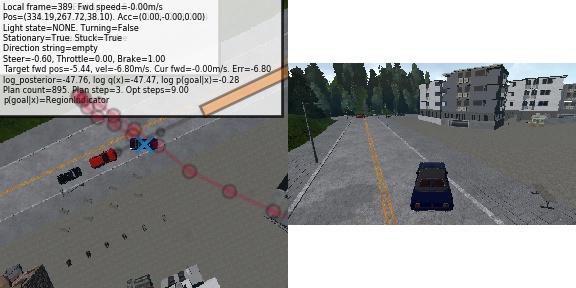 Local frame=389. Fwd speed=-0.00m/s
Pos=(334.19,267.72,38.10). Acc=(0.00,-0.00,0.00)
Light state=NONE. Turning=False
Stationary=True. Stuck=True
Direction string=empty
Steer=-0.60, Throttle=0.00, Brake=1.00
Target fwd pos=-5.44, vel=-6.80m/s. Cur fwd=-0.00m/s. Err=-6.80
log_posterior=-47.76, log q(x)=-47.47, log p(goal|x)=-0.28
Plan count=895. Plan step=3. Opt steps=9.00
p(goal|x)=RegionIndicator